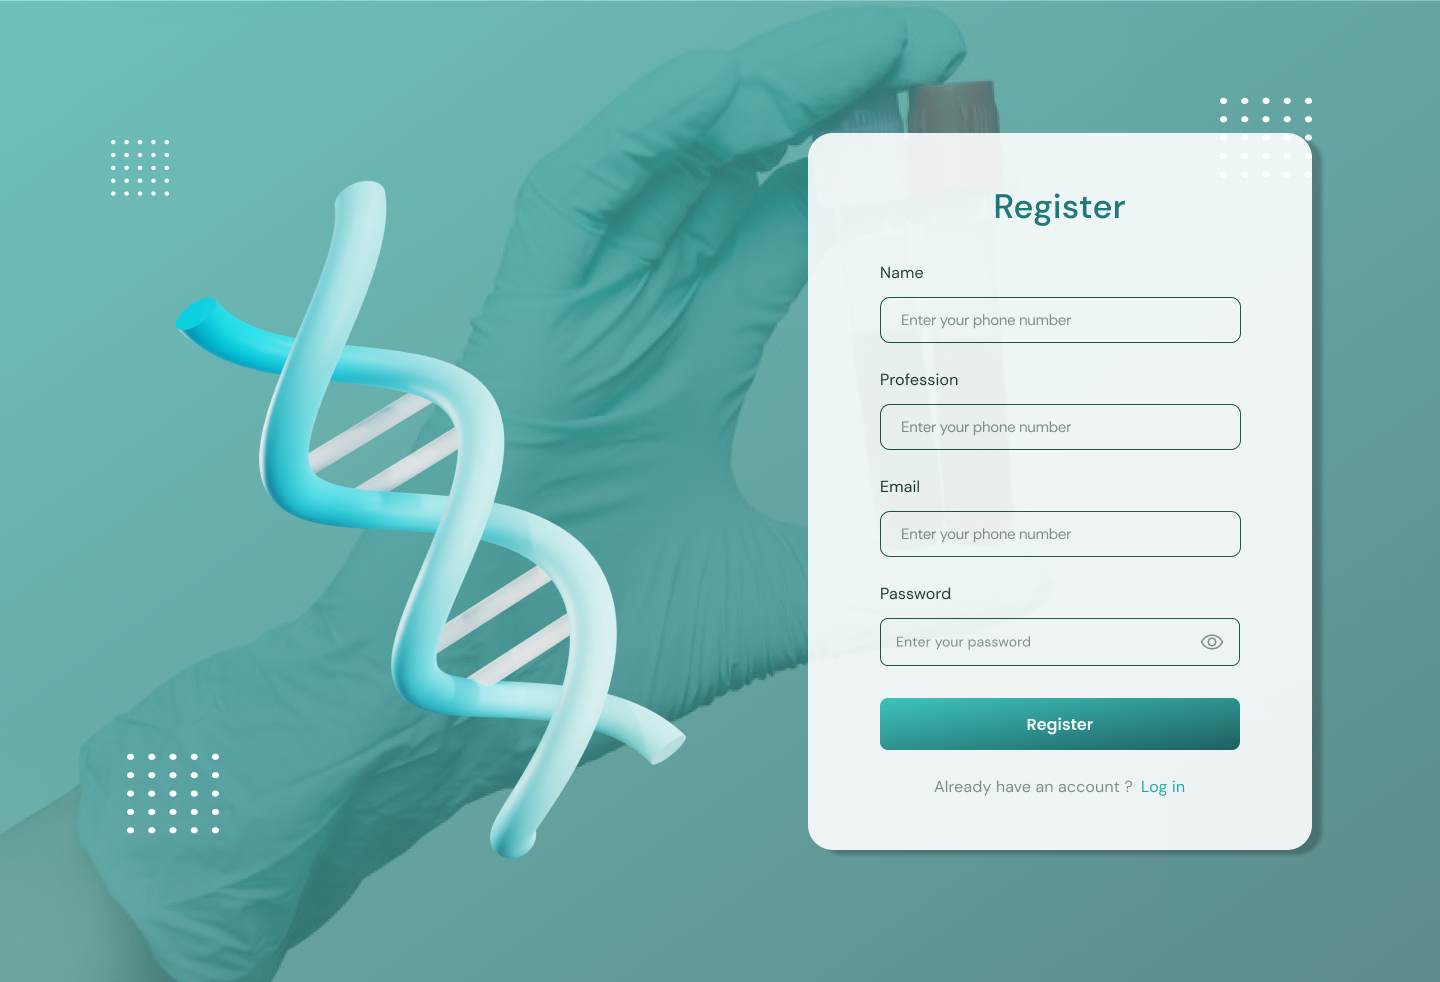 Register
Name
Enter your phone number
Profession
Enter your phone number
Email
Enter your phone number
Password
Enter your password
Register
Already have an account ? Log in